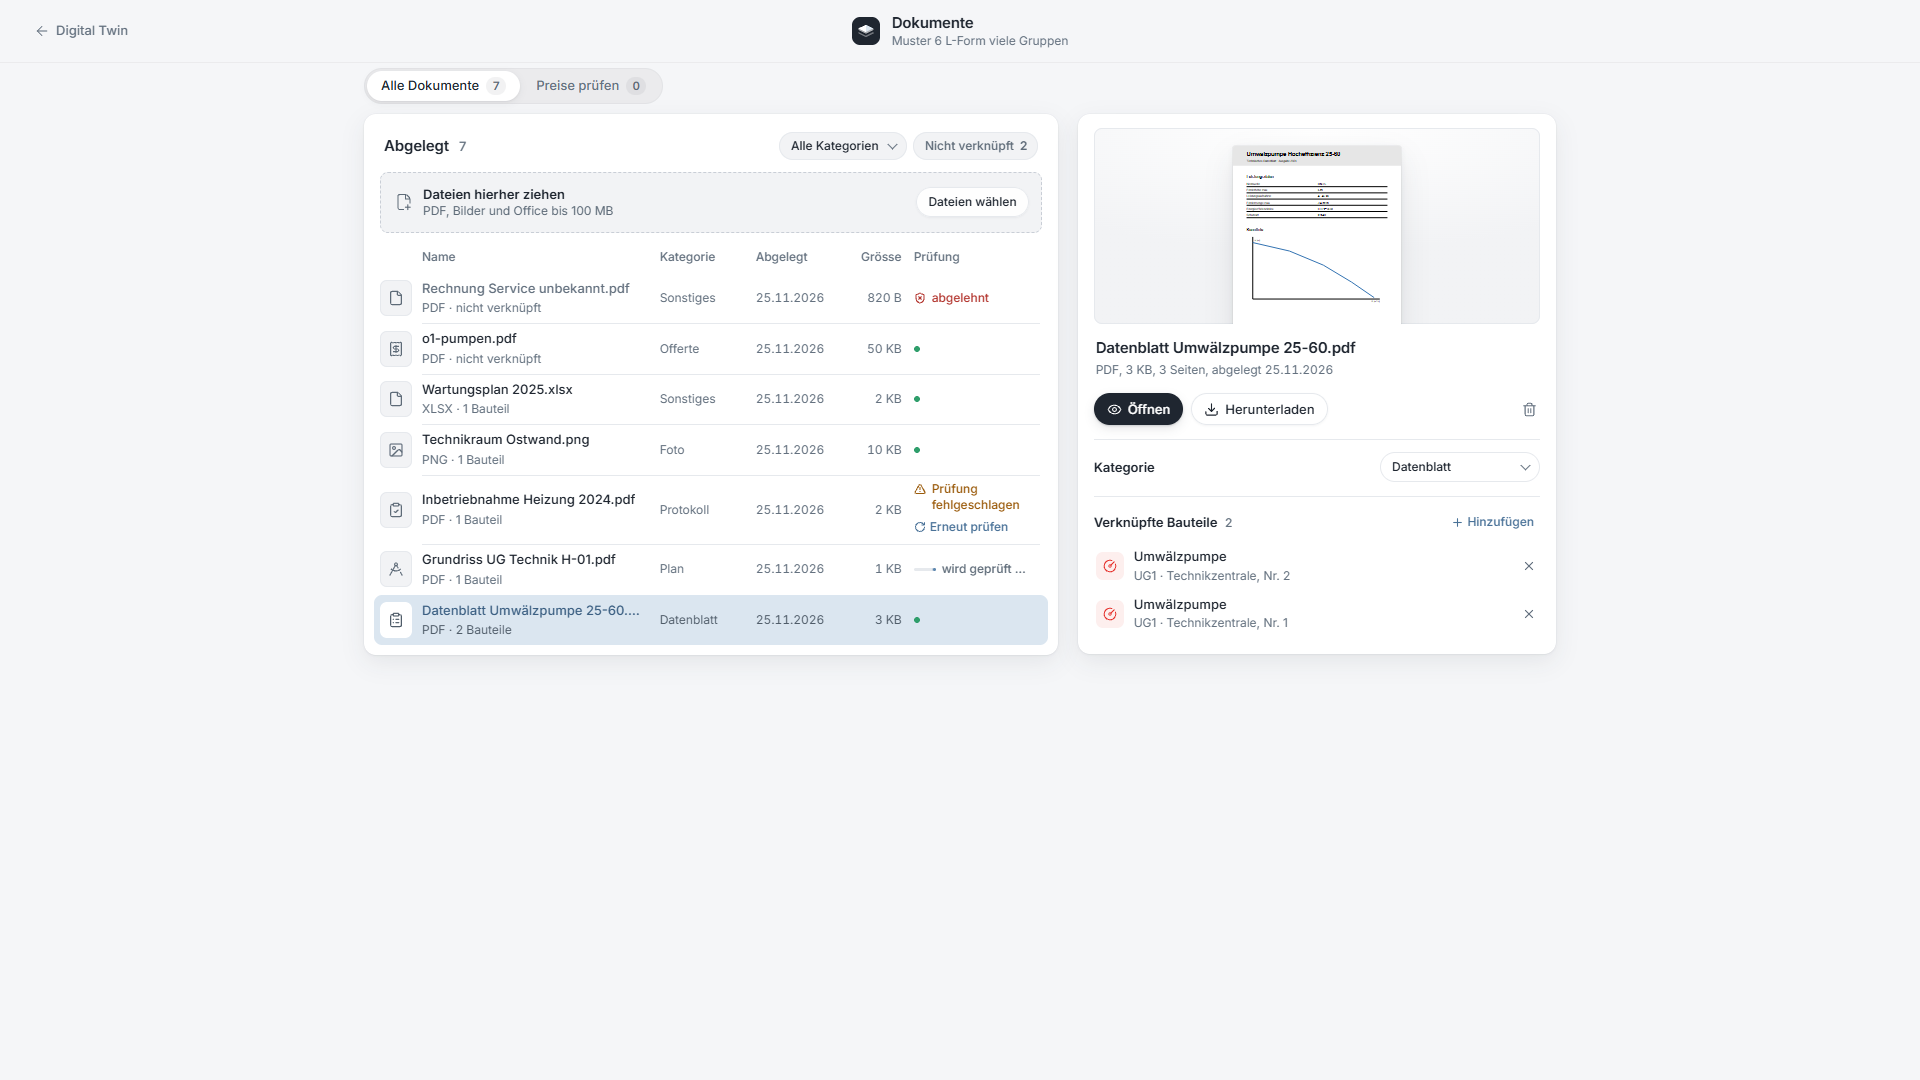 Digital Twin
Dokumente
Muster 6 L-Form viele Gruppen
Alle Dokumente 7
Preise prüfen 0
Abgelegt 7
Alle Kategorien
Nicht verknüpft 2
Dateien hierher ziehen
PDF, Bilder und Office bis 100 MB
Dateien wählen
Name Kategorie Abgelegt Grösse Prüfung
Rechnung Service unbekannt.pdf
PDF · nicht verknüpft
Sonstiges 25.11.2026 820 B abgelehnt
o1-pumpen.pdf
PDF · nicht verknüpft
Offerte 25.11.2026 50 KB
Wartungsplan 2025.xlsx
XLSX · 1 Bauteil
Sonstiges 25.11.2026 2 KB
Technikraum Ostwand.png
PNG · 1 Bauteil
Foto 25.11.2026 10 KB
Inbetriebnahme Heizung 2024.pdf
PDF · 1 Bauteil
Protokoll 25.11.2026 2 KB
Prüfung
fehlgeschlagen
Erneut prüfen
Grundriss UG Technik H-01.pdf
PDF · 1 Bauteil
Plan 25.11.2026 1 KB wird geprüft ...
Datenblatt Umwälzpumpe 25-60....
PDF · 2 Bauteile
Datenblatt 25.11.2026 3 KB
Umwälzpumpe Hocheffizienz 25-60
Datenblatt Umwälzpumpe 25-60.pdf
PDF, 3 KB, 3 Seiten, abgelegt 25.11.2026
Öffnen
Herunterladen
Kategorie
Datenblatt
Verknüpfte Bauteile 2
Hinzufügen
Umwälzpumpe
UG1 · Technikzentrale, Nr. 2
Umwälzpumpe
UG1 · Technikzentrale, Nr. 1